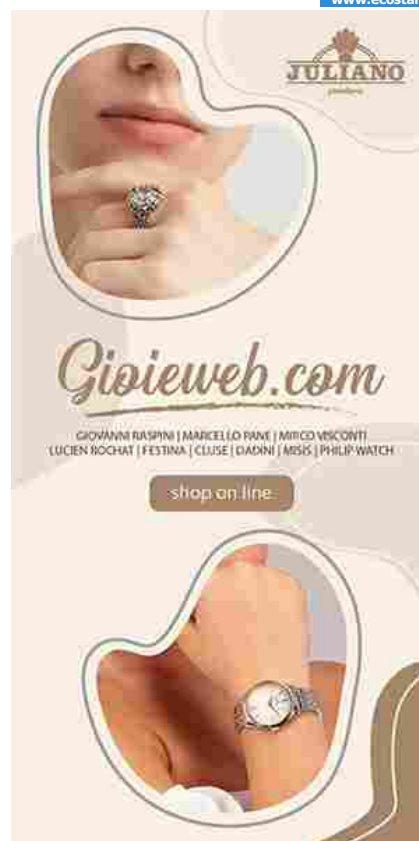 www.ecostar
JULIANO
Gioieweb.com
GIOVANNI RASPINI | MARCELLO PANE | MIRCO VISCONTI
LUCIEN ROCHAT | FESTINA | CLUSE | DADINI | MISIS | PHILIP WATCH
shop on line.